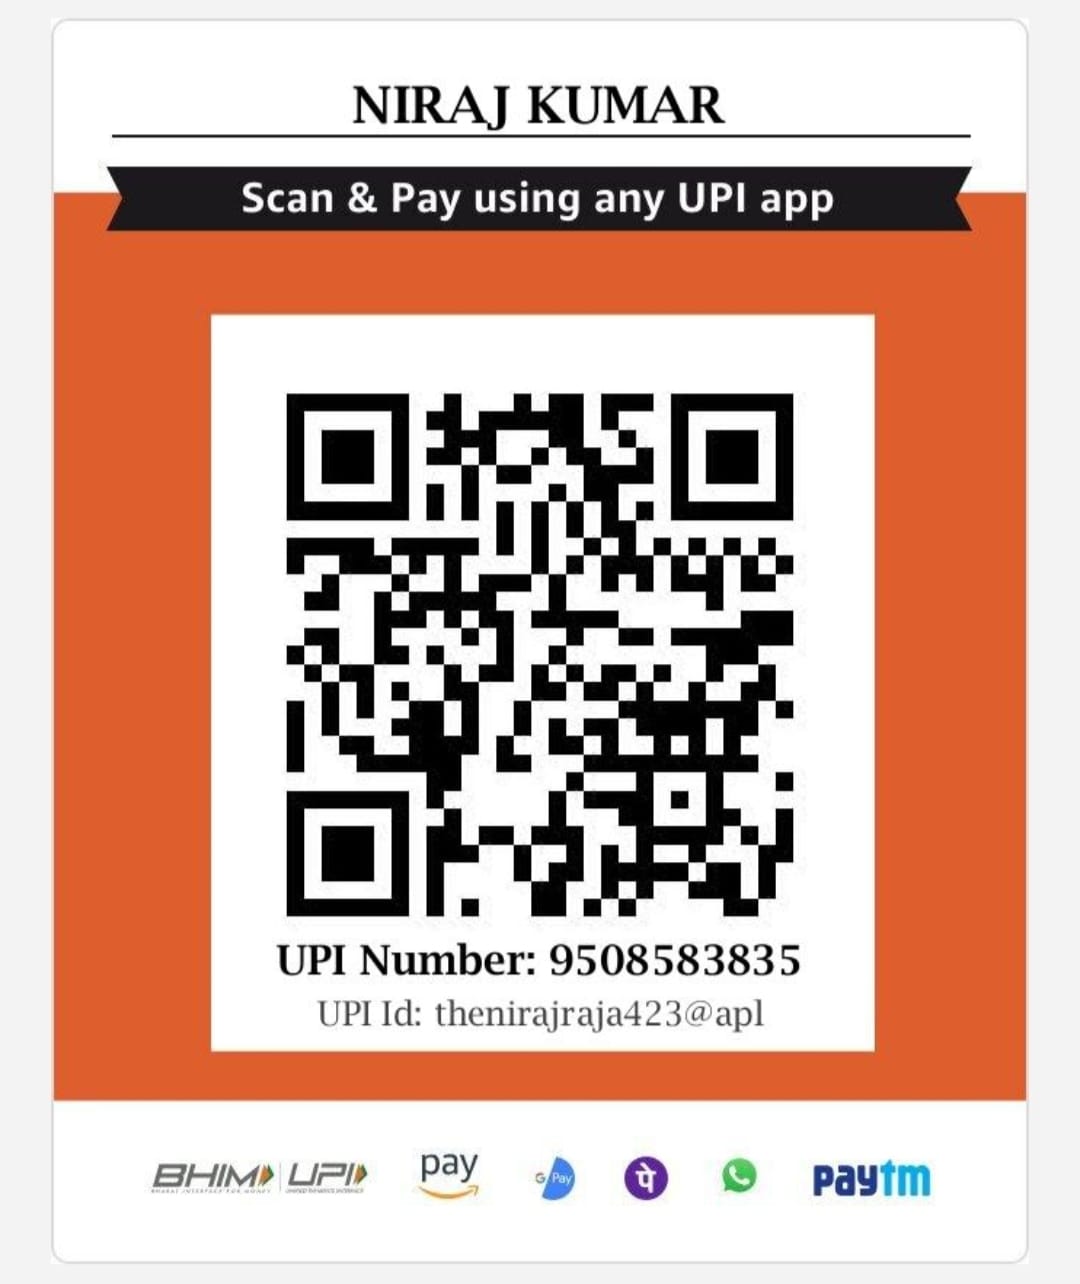 NIRAJ KUMAR
Scan & Pay using any UPI app
UPI Number: 9508583835
UPI Id: thenirajraja423@apl
BHIM UPI pay G Pay पे paytm